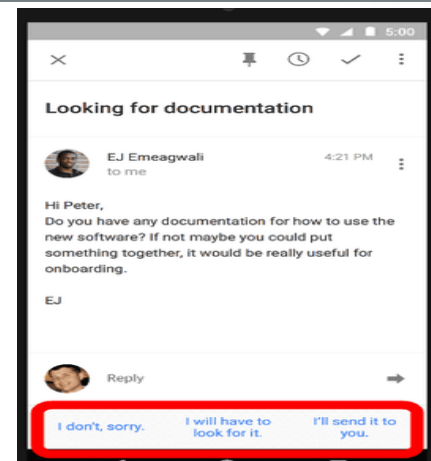 5:00
Looking for documentation
EJ Emeagwali
4:21 PM
to me
Hi Peter,
Do you have any documentation for how to use the
new software? If not maybe you could put
something together, it would be really useful for
onboarding.
EJ
Reply
I don't, sorry.
I will have to
look for it.
I'll send it to
you.